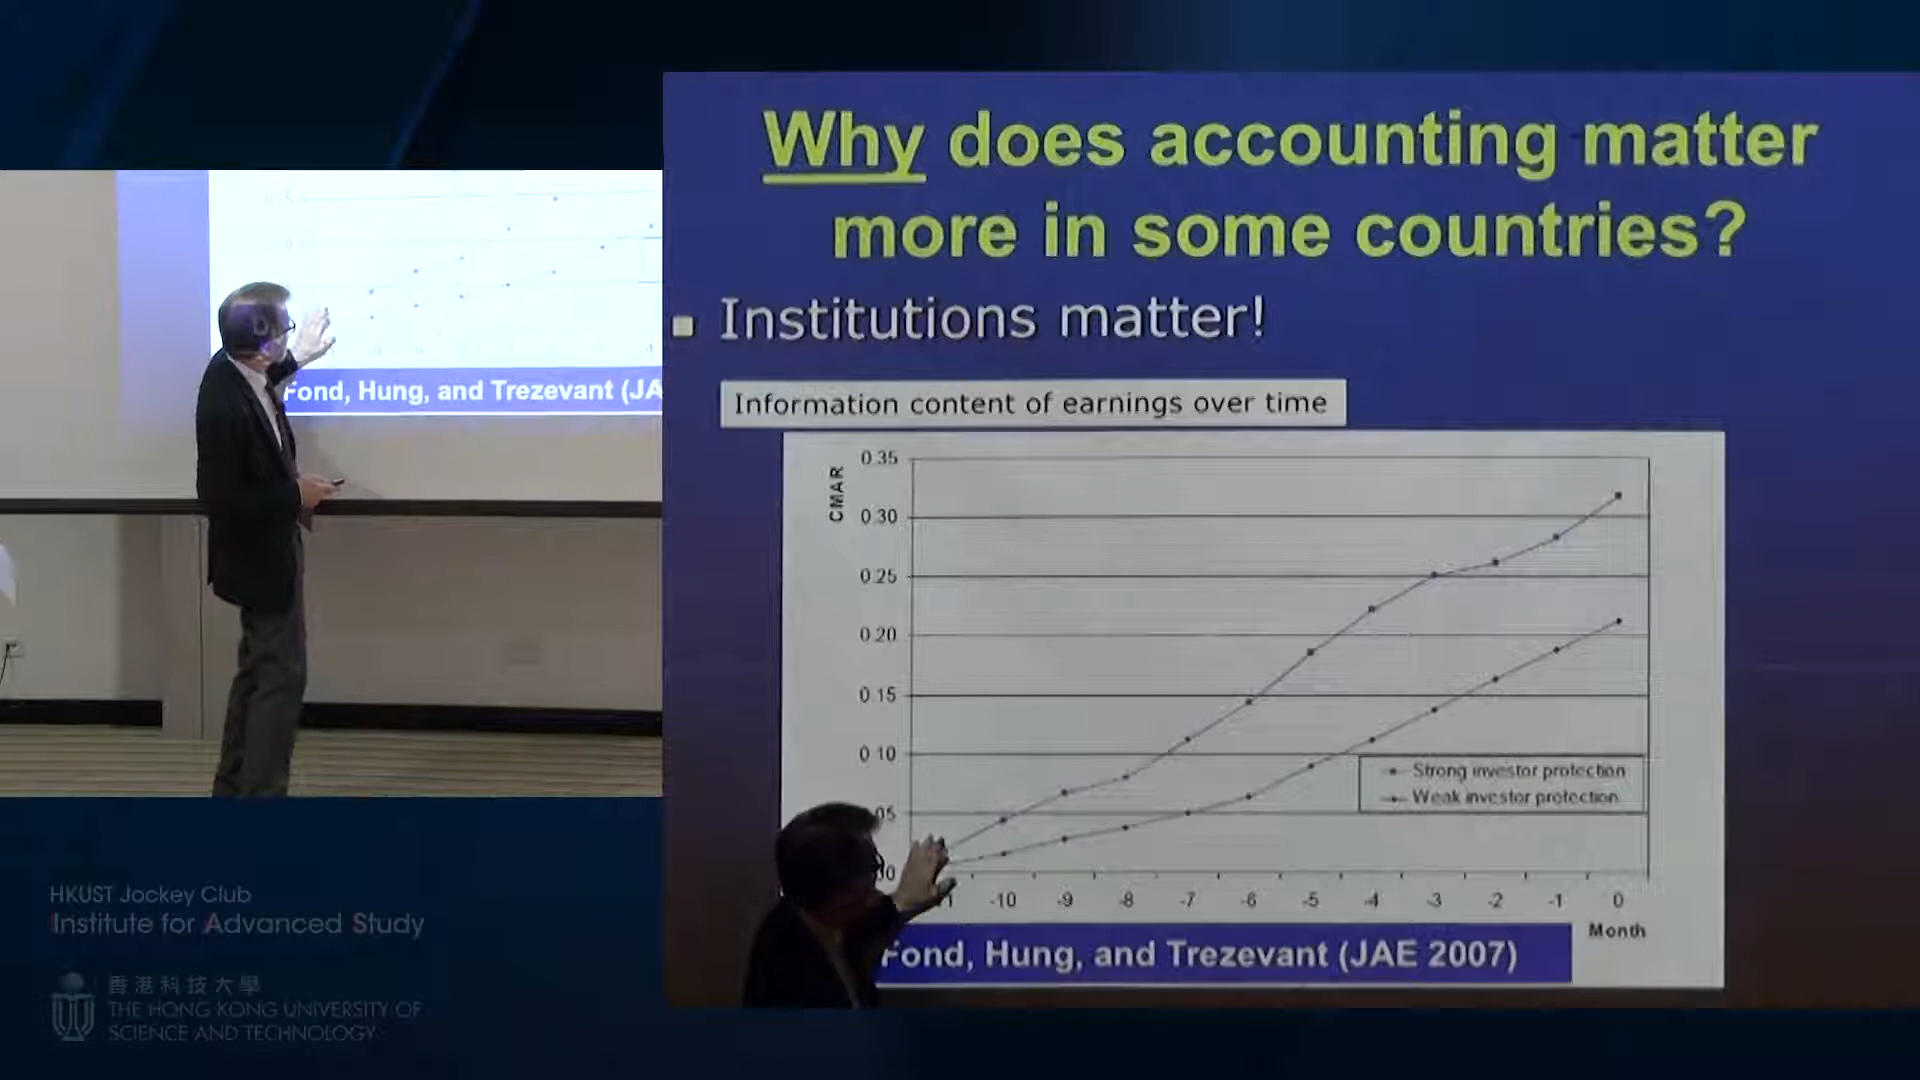 Why does accounting matter
more in some countries?
Institutions matter!
Information content of earnings over time
CMAR
0.35
0.30
0.25
0.20
0.15
0.10
05
00
Strong investor protection
Weak investor protection
-10 -9 -8 -7 -6 -5 -4 -3 -2 -1 0
Month
Fond, Hung, and Trezevant (JAE 2007)
Fond, Hung, and Trezevant (JA
HKUST Jockey Club
Institute for Advanced Study
香港科技大學
THE HONG KONG UNIVERSITY OF
SCIENCE AND TECHNOLOGY